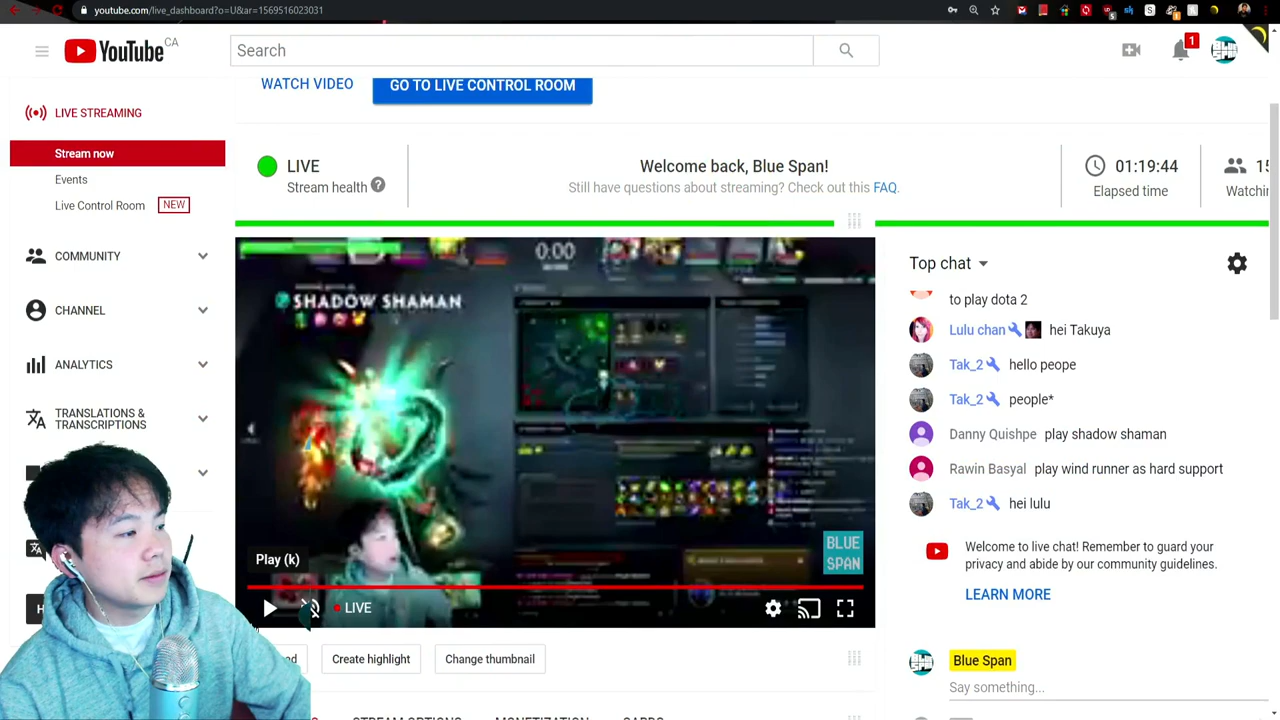 youtube.com/live_dashboard?o=U&ar=1569516023031
YouTube CA
Search
1
WATCH VIDEO
GO TO LIVE CONTROL ROOM
LIVE STREAMING
Stream now
Events
Live Control Room NEW
COMMUNITY
CHANNEL
ANALYTICS
TRANSLATIONS &
TRANSCRIPTIONS
LIVE
Stream health
Welcome back, Blue Span!
Still have questions about streaming? Check out this FAQ.
01:19:44
Elapsed time
0:00
SHADOW SHAMAN
BLUE
SPAN
Play (k)
LIVE
Create highlight
Change thumbnail
Top chat
to play dota 2
Lulu chan hei Takuya
Tak_2 hello peope
Tak_2 people*
Danny Quishpe play shadow shaman
Rawin Basyal play wind runner as hard support
Tak_2 hei lulu
Welcome to live chat! Remember to guard your
privacy and abide by our community guidelines.
LEARN MORE
Blue Span
Say something...